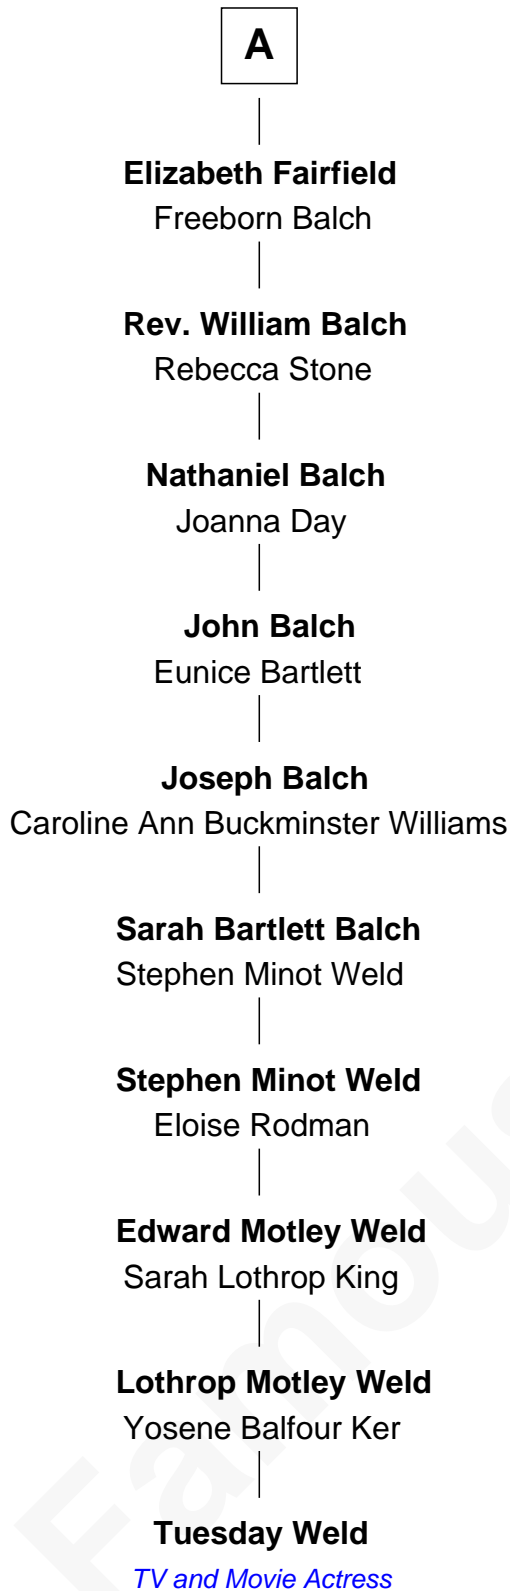 A
Elizabeth Fairfield
Freeborn Balch
Rev. William Balch
Rebecca Stone
Nathaniel Balch
Joanna Day
John Balch
Eunice Bartlett
Joseph Balch
Caroline Ann Buckminster Williams
Sarah Bartlett Balch
Stephen Minot Weld
Stephen Minot Weld
Eloise Rodman
Edward Motley Weld
Sarah Lothrop King
Lothrop Motley Weld
Yosene Balfour Ker
Tuesday Weld
TV and Movie Actress
Famous